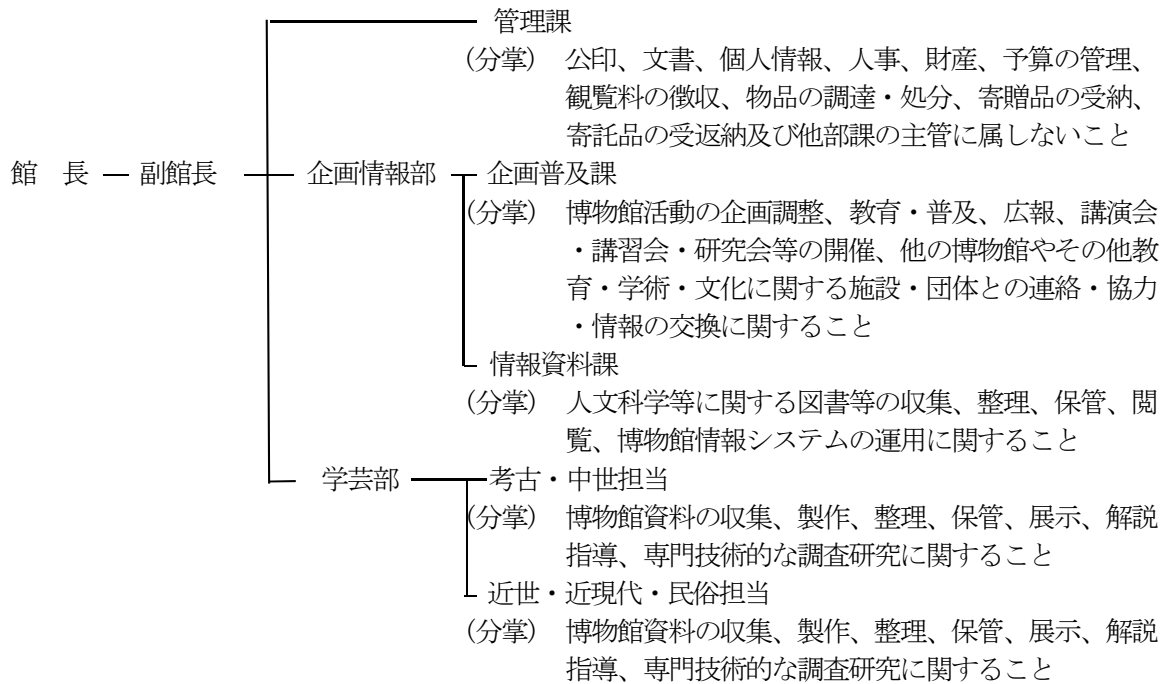 管理課
(分掌) 公印、文書、個人情報、人事、財産、予算の管理、
観覧料の徴収、物品の調達・処分、寄贈品の受納、
寄託品の受返納及び他部課の主管に属しないこと
館 長 副館長 企画情報部 企画普及課
(分掌) 博物館活動の企画調整、教育・普及、広報、講演会
・講習会・研究会等の開催、他の博物館やその他教
育・学術・文化に関する施設・団体との連絡・協力
・情報の交換に関すること
情報資料課
(分掌) 人文科学等に関する図書等の収集、整理、保管、閲
覧、博物館情報システムの運用に関すること
学芸部 考古・中世担当
(分掌) 博物館資料の収集、製作、整理、保管、展示、解説
指導、専門技術的な調査研究に関すること
近世・近現代・民俗担当
(分掌) 博物館資料の収集、製作、整理、保管、展示、解説
指導、専門技術的な調査研究に関すること